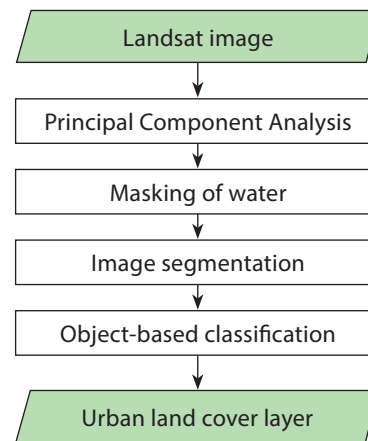 Landsat image
Principal Component Analysis
Masking of water
Image segmentation
Object-based classification
Urban land cover layer